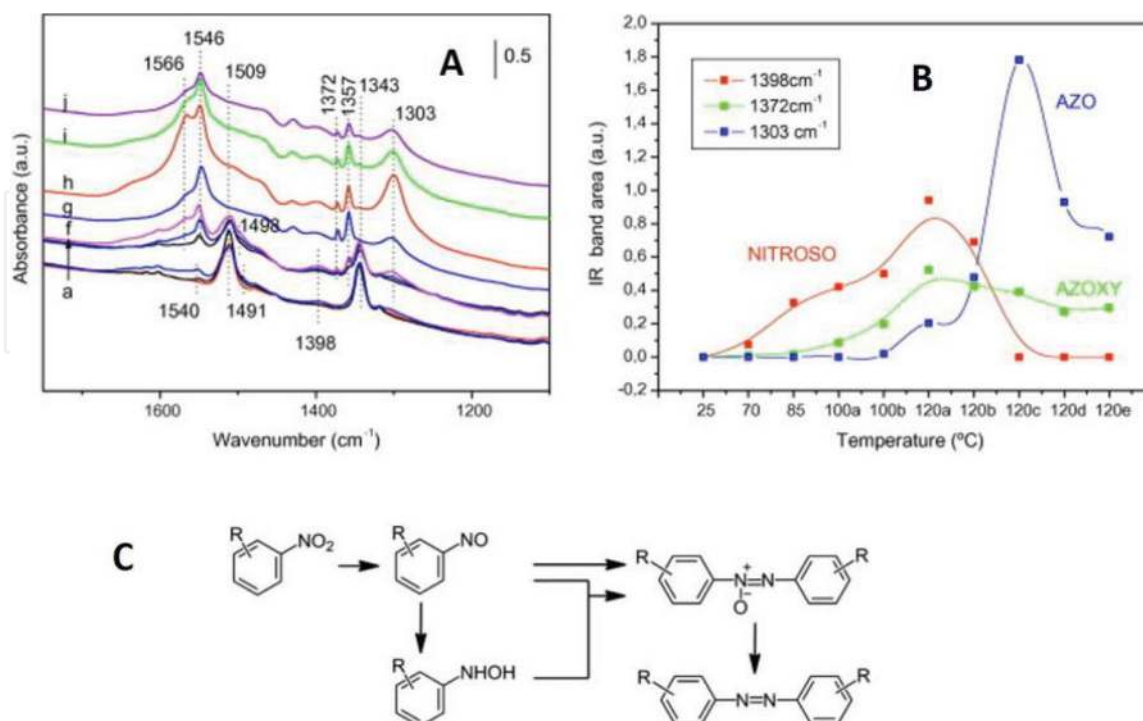 1546
1566
1509
A
0.5
1372
1357
1343
1303
j
i
h
g
f
a
1498
1540
1491
1398
Absorbance (a.u.)
1600
1400
1200
Wavenumber (cm⁻¹)
B
2,0
1,8
1,6
1,4
1,2
1,0
0,8
0,6
0,4
0,2
0,0
-0,2
IR band area (a.u.)
1398cm⁻¹
1372cm⁻¹
1303 cm⁻¹
AZO
NITROSO
AZOXY
25 70 85 100a 100b 120a 120b 120c 120d 120e
Temperature (ºC)
C
R
NO₂
R
NO
R
N⁺=N
O⁻
R
R
NHOH
R
N=N
R